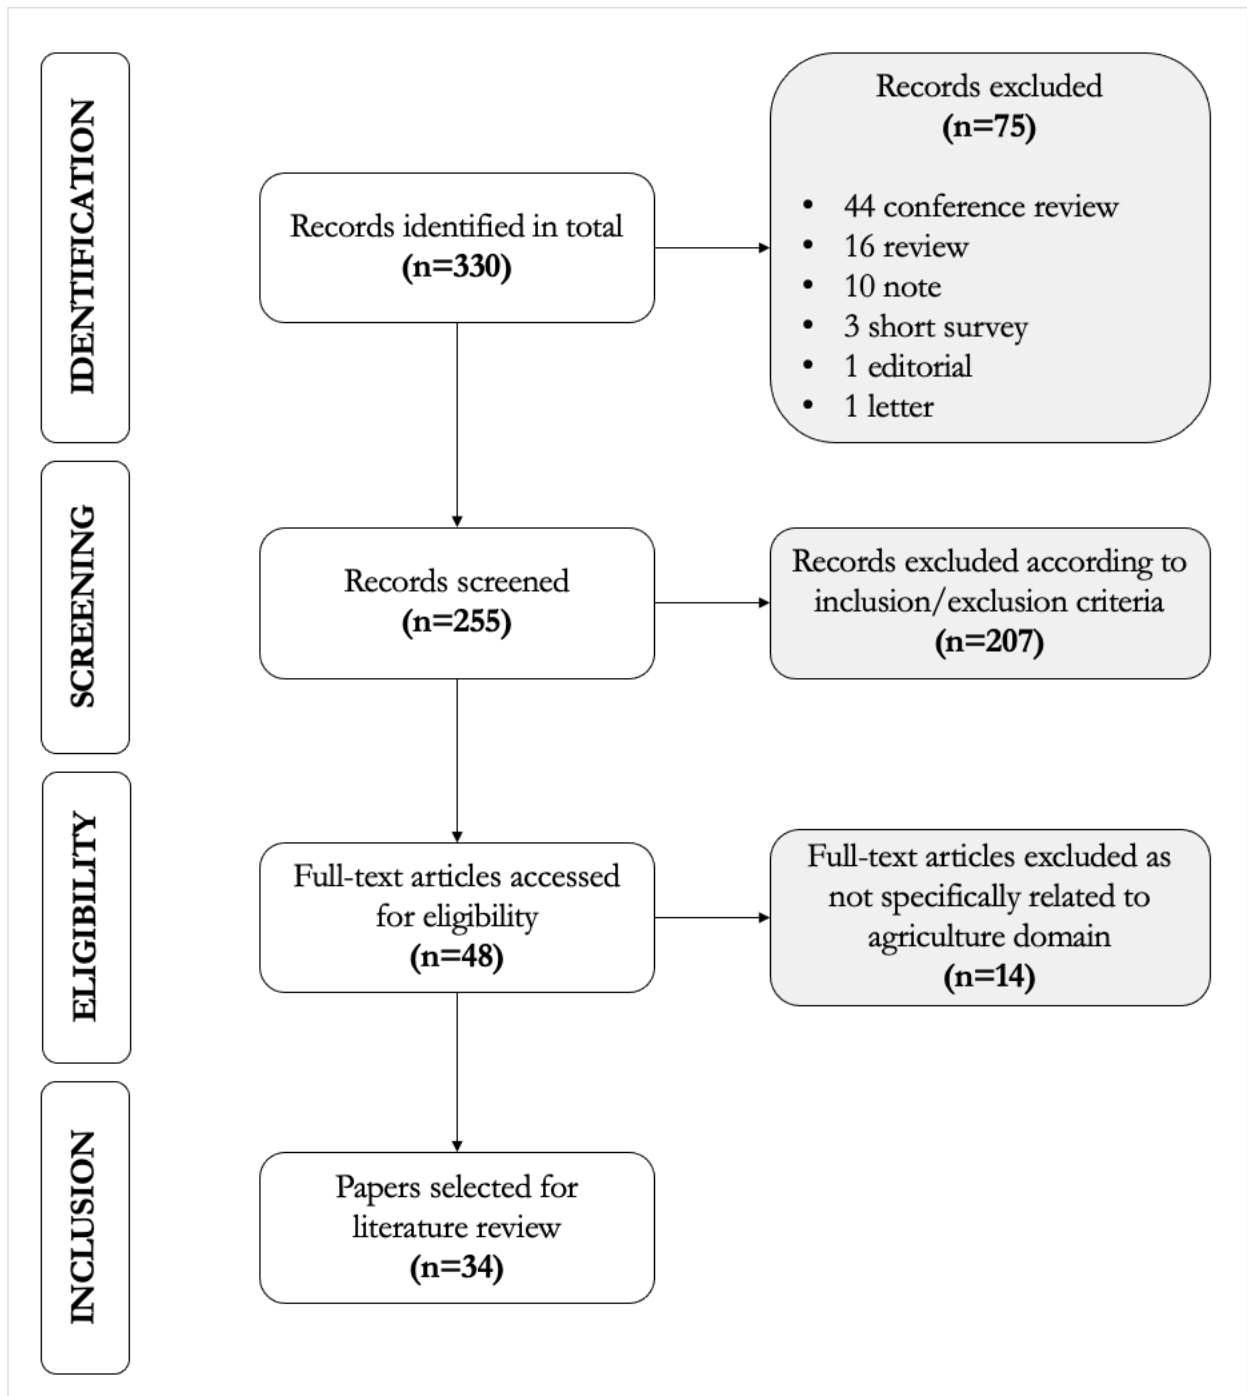 IDENTIFICATION
Records identified in total
(n=330)
Records excluded
(n=75)
• 44 conference review
• 16 review
• 10 note
• 3 short survey
• 1 editorial
• 1 letter
SCREENING
Records screened
(n=255)
Records excluded according to
inclusion/exclusion criteria
(n=207)
ELIGIBILITY
Full-text articles accessed
for eligibility
(n=48)
Full-text articles excluded as
not specifically related to
agriculture domain
(n=14)
INCLUSION
Papers selected for
literature review
(n=34)